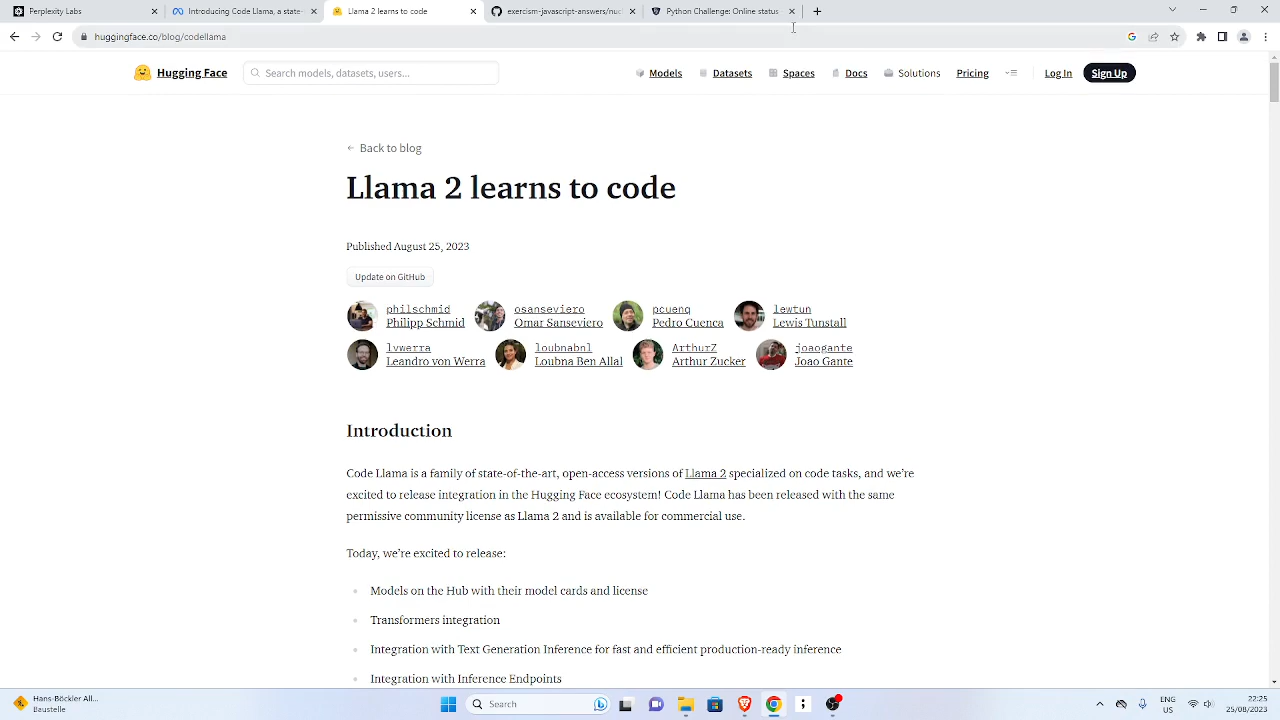 Perplexity Labs
Introducing Code Llama, a state-
Llama 2 learns to code
exercism-javascript-answers/nucl
Python Challenge: Online status
huggingface.co/blog/codellama
Hugging Face
Search models, datasets, users...
Models
Datasets
Spaces
Docs
Solutions
Pricing
Log In
Sign Up
← Back to blog
Llama 2 learns to code
Published August 25, 2023
Update on GitHub
philschmid
Philipp Schmid
osanseviero
Omar Sanseviero
pcuenq
Pedro Cuenca
lewtun
Lewis Tunstall
lvwerra
Leandro von Werra
loubnabnl
Loubna Ben Allal
ArthurZ
Arthur Zucker
joaogante
Joao Gante
Introduction
Code Llama is a family of state-of-the-art, open-access versions of Llama 2 specialized on code tasks, and we're
excited to release integration in the Hugging Face ecosystem! Code Llama has been released with the same
permissive community license as Llama 2 and is available for commercial use.
Today, we're excited to release:
Models on the Hub with their model cards and license
Transformers integration
Integration with Text Generation Inference for fast and efficient production-ready inference
Integration with Inference Endpoints
Hans-Böckler All...
Baustelle
Search
ENG
US
22:25
25/08/2023